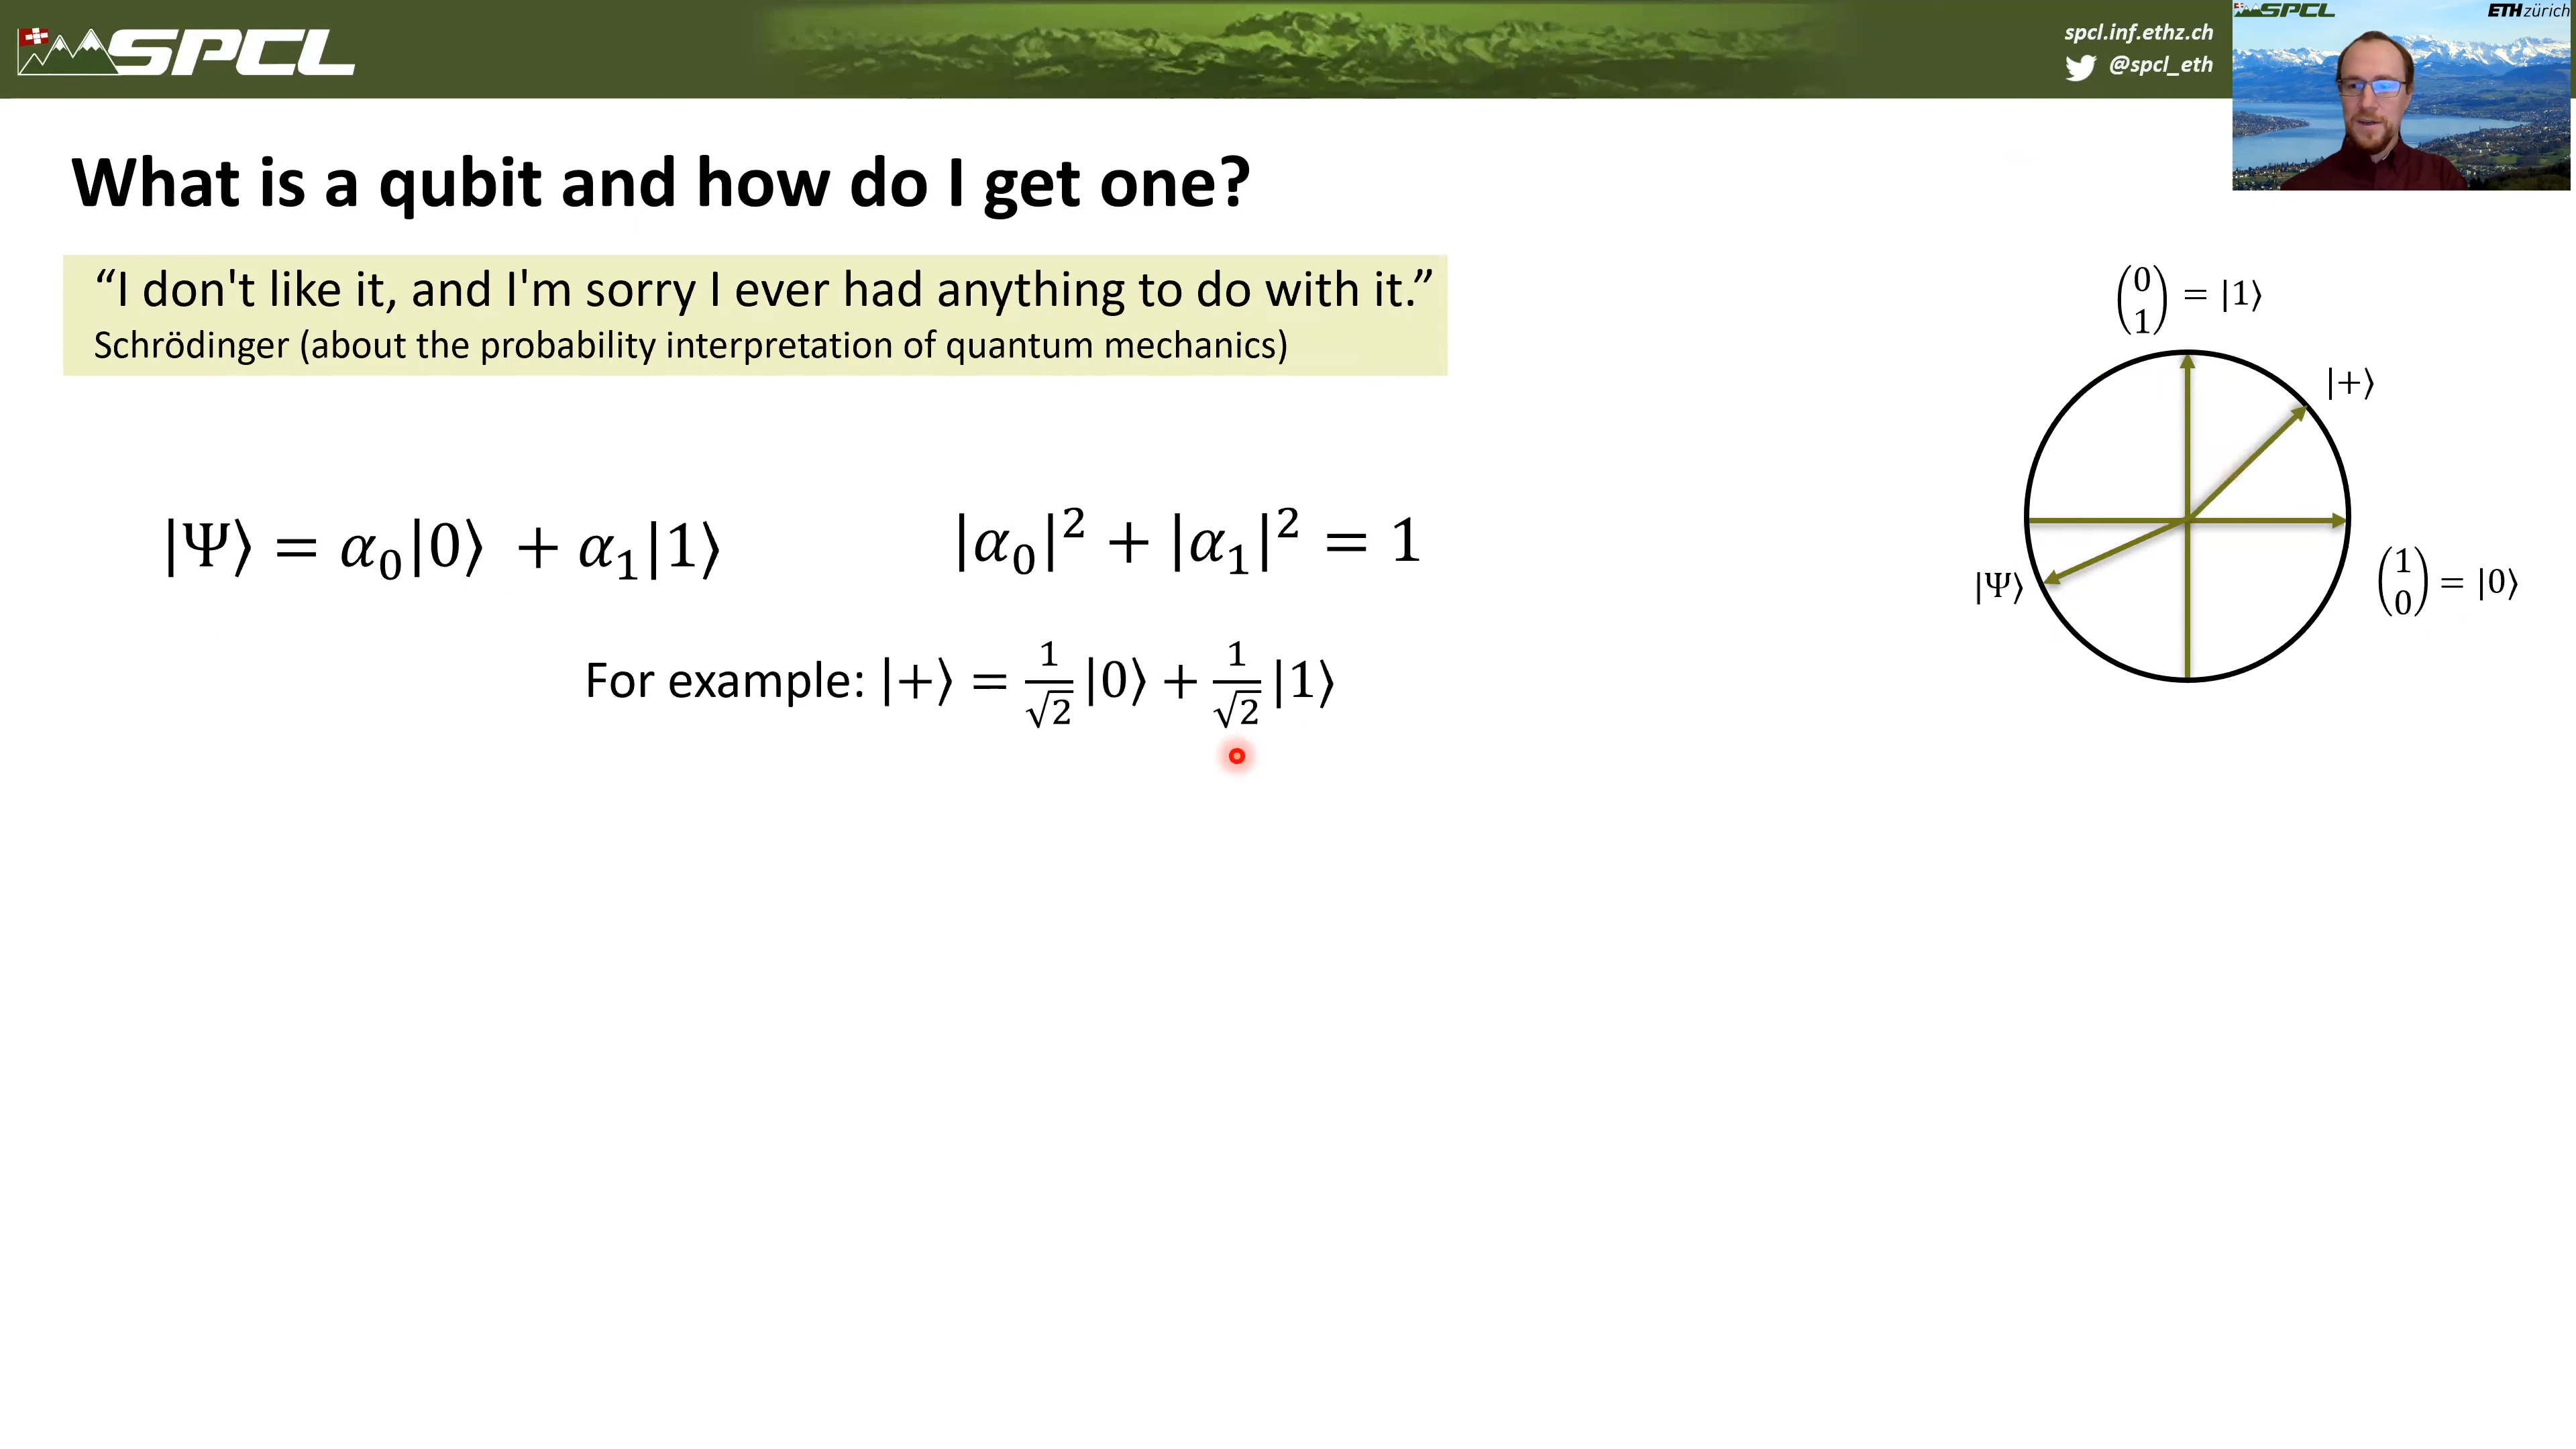 SPCL
spcl.inf.ethz.ch
@spcl_eth
SPCL
ETH zürich
What is a qubit and how do I get one?
“I don't like it, and I'm sorry I ever had anything to do with it.”
Schrödinger (about the probability interpretation of quantum mechanics)
|Ψ⟩ = α₀|0⟩ + α₁|1⟩
|α₀|² + |α₁|² = 1
For example: |+⟩ = 1/√2 |0⟩ + 1/√2 |1⟩
(0 1) = |1⟩
|+⟩
|Ψ⟩
(1 0) = |0⟩